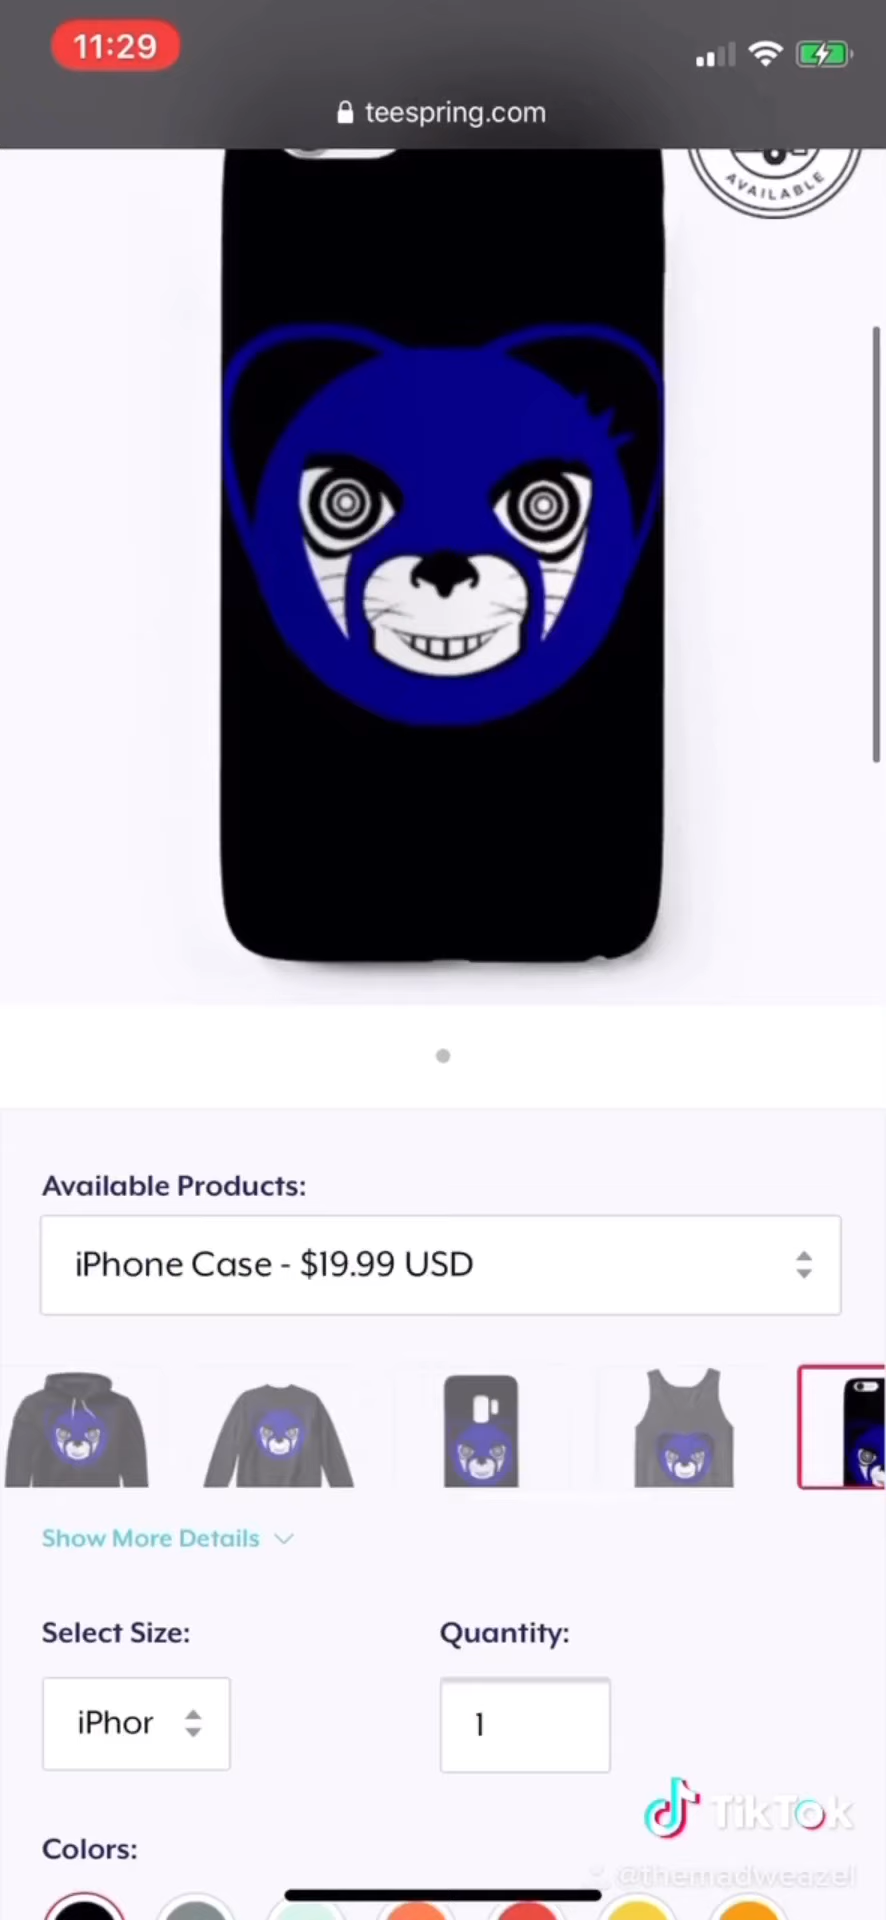 11:29
teespring.com
AVAILABLE
Available Products:
iPhone Case - $19.99 USD
Show More Details
Select Size:
Quantity:
iPhor
1
TikTok
Colors:
@themadweazel